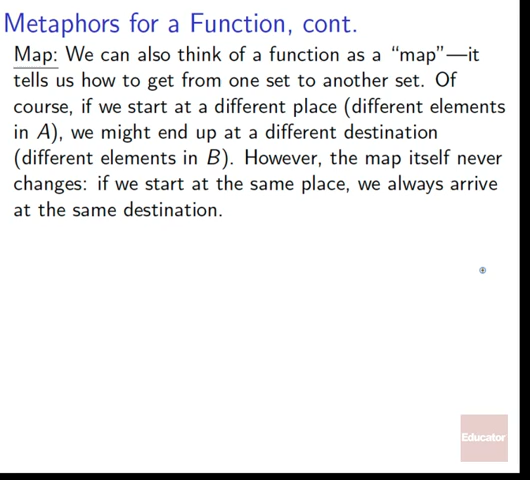 Metaphors for a Function, cont.
Map: We can also think of a function as a “map”—it
tells us how to get from one set to another set. Of
course, if we start at a different place (different elements
in A), we might end up at a different destination
(different elements in B). However, the map itself never
changes: if we start at the same place, we always arrive
at the same destination.
Educator